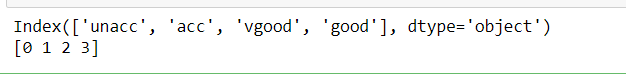 Index(['unacc', 'acc', 'vgood', 'good'], dtype='object')
[0 1 2 3]